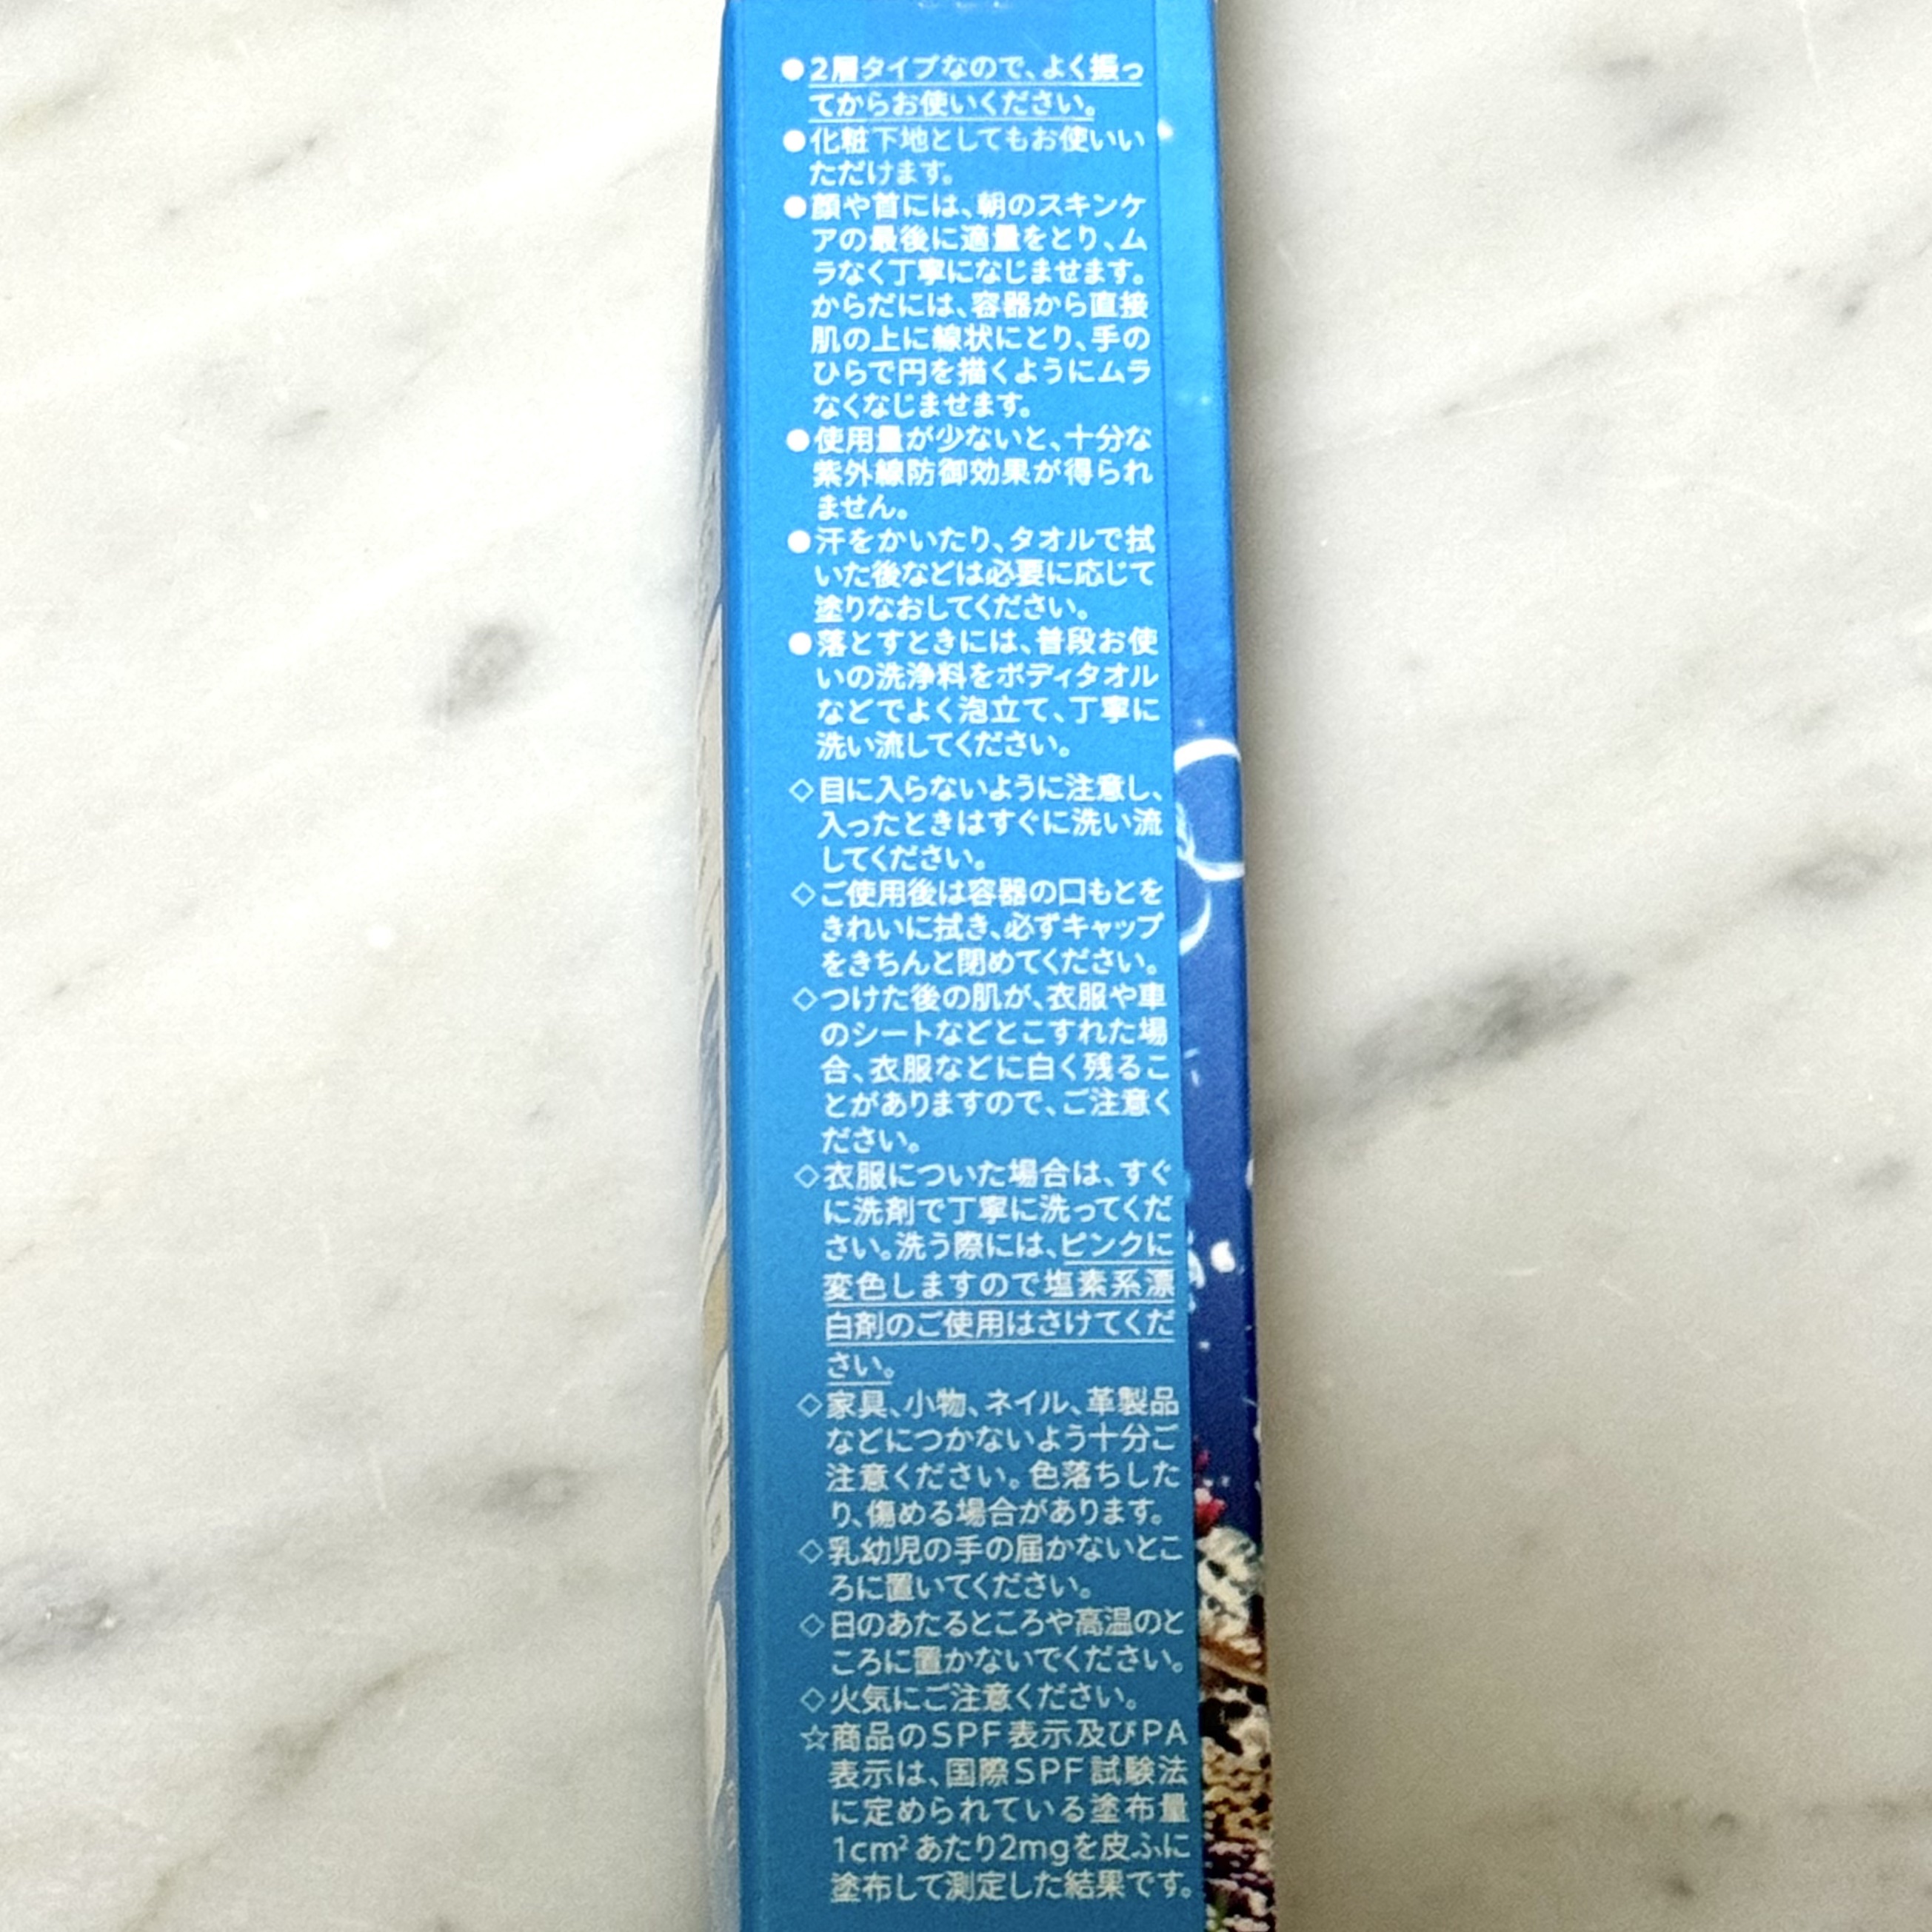 ●2層タイプなので、よく振っ
てからお使いください。
●化粧下地としてもお使いい
ただけます。
●顔や首には、朝のスキンケ
アの最後に適量をとり、ム
ラなく丁寧になじませます。
からだには、容器から直接
肌の上に線状にとり、手の
ひらで円を描くようにムラ
なくなじませます。
●使用量が少ないと、十分な
紫外線防御効果が得られ
ません。
●汗をかいたり、タオルで拭
いた後などは必要に応じて
塗りなおしてください。
●落とすときには、普段お使
いの洗浄料をボディタオル
などでよく泡立て、丁寧に
洗い流してください。
◇目に入らないように注意し、
入ったときはすぐに洗い流
してください。
◇ご使用後は容器の口もとを
きれいに拭き、必ずキャップ
をきちんと閉めてください。
◇つけた後の肌が、衣服や車
のシートなどとこすれた場
合、衣服などに白く残るこ
とがありますので、ご注意く
ださい。
◇衣服についた場合は、すぐ
に洗剤で丁寧に洗ってくだ
さい。洗う際には、ピンクに
変色しますので塩素系漂
白剤のご使用はさけてくだ
さい。
◇家具、小物、ネイル、革製品
などにつかないよう十分ご
注意ください。色落ちした
り、傷める場合があります。
◇乳幼児の手の届かないとこ
ろに置いてください。
◇日のあたるところや高温のと
ころに置かないでください。
◇火気にご注意ください。
☆商品のSPF表示及びPA
表示は、国際SPF試験法
に定められている塗布量
1cm²あたり2mgを皮ふに
塗布して測定した結果です。